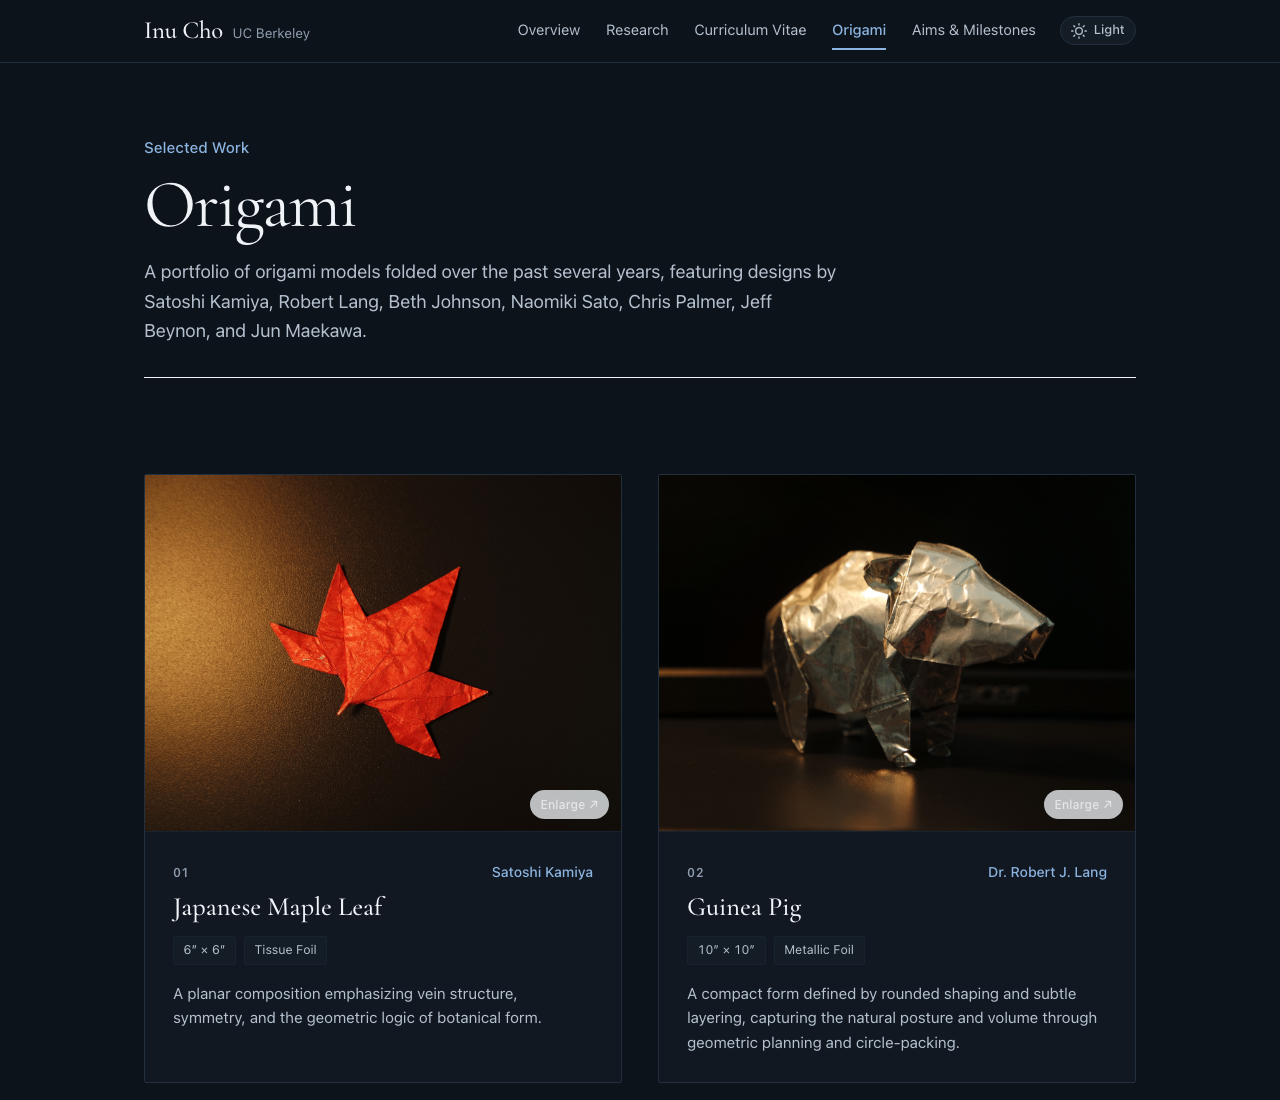 Inu Cho UC Berkeley
Overview Research Curriculum Vitae Origami Aims & Milestones Light
Selected Work
Origami
A portfolio of origami models folded over the past several years, featuring designs by
Satoshi Kamiya, Robert Lang, Beth Johnson, Naomiki Sato, Chris Palmer, Jeff
Beynon, and Jun Maekawa.
Enlarge ↗
01 Satoshi Kamiya
Japanese Maple Leaf
6″ × 6″ Tissue Foil
A planar composition emphasizing vein structure,
symmetry, and the geometric logic of botanical form.
acer
Enlarge ↗
02 Dr. Robert J. Lang
Guinea Pig
10″ × 10″ Metallic Foil
A compact form defined by rounded shaping and subtle
layering, capturing the natural posture and volume through
geometric planning and circle-packing.